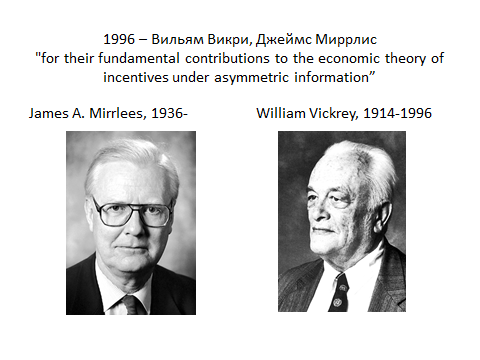 1996 – Вильям Викри, Джеймс Миррлис
"for their fundamental contributions to the economic theory of
incentives under asymmetric information”
James A. Mirrlees, 1936-
William Vickrey, 1914-1996